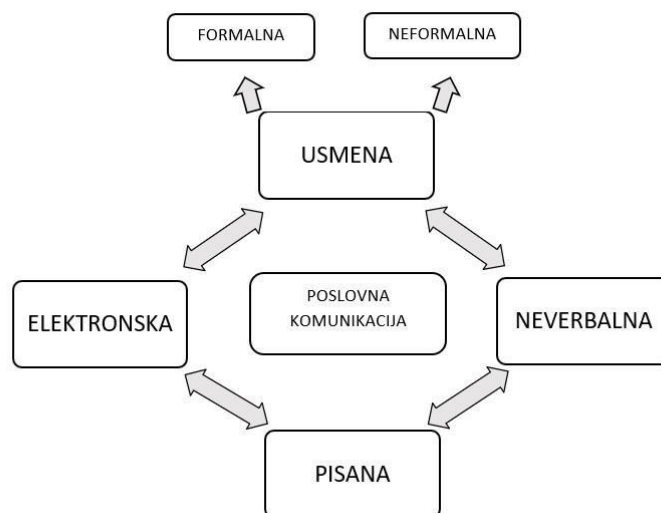 FORMALNA
NEFORMALNA
USMENA
POSLOVNA
KOMUNIKACIJA
ELEKTRONSKA
NEVERBALNA
PISANA